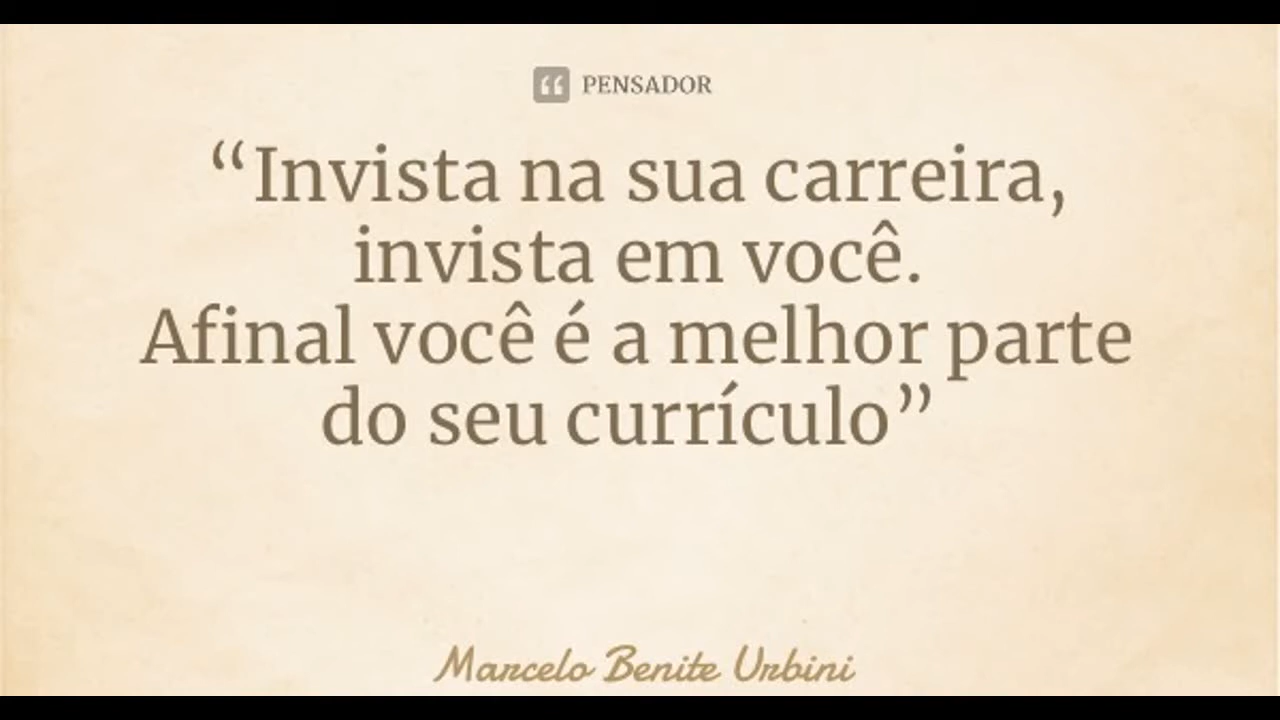 PENSADOR
“Invista na sua carreira,
invista em você.
Afinal você é a melhor parte
do seu currículo”
Marcelo Benite Urbini